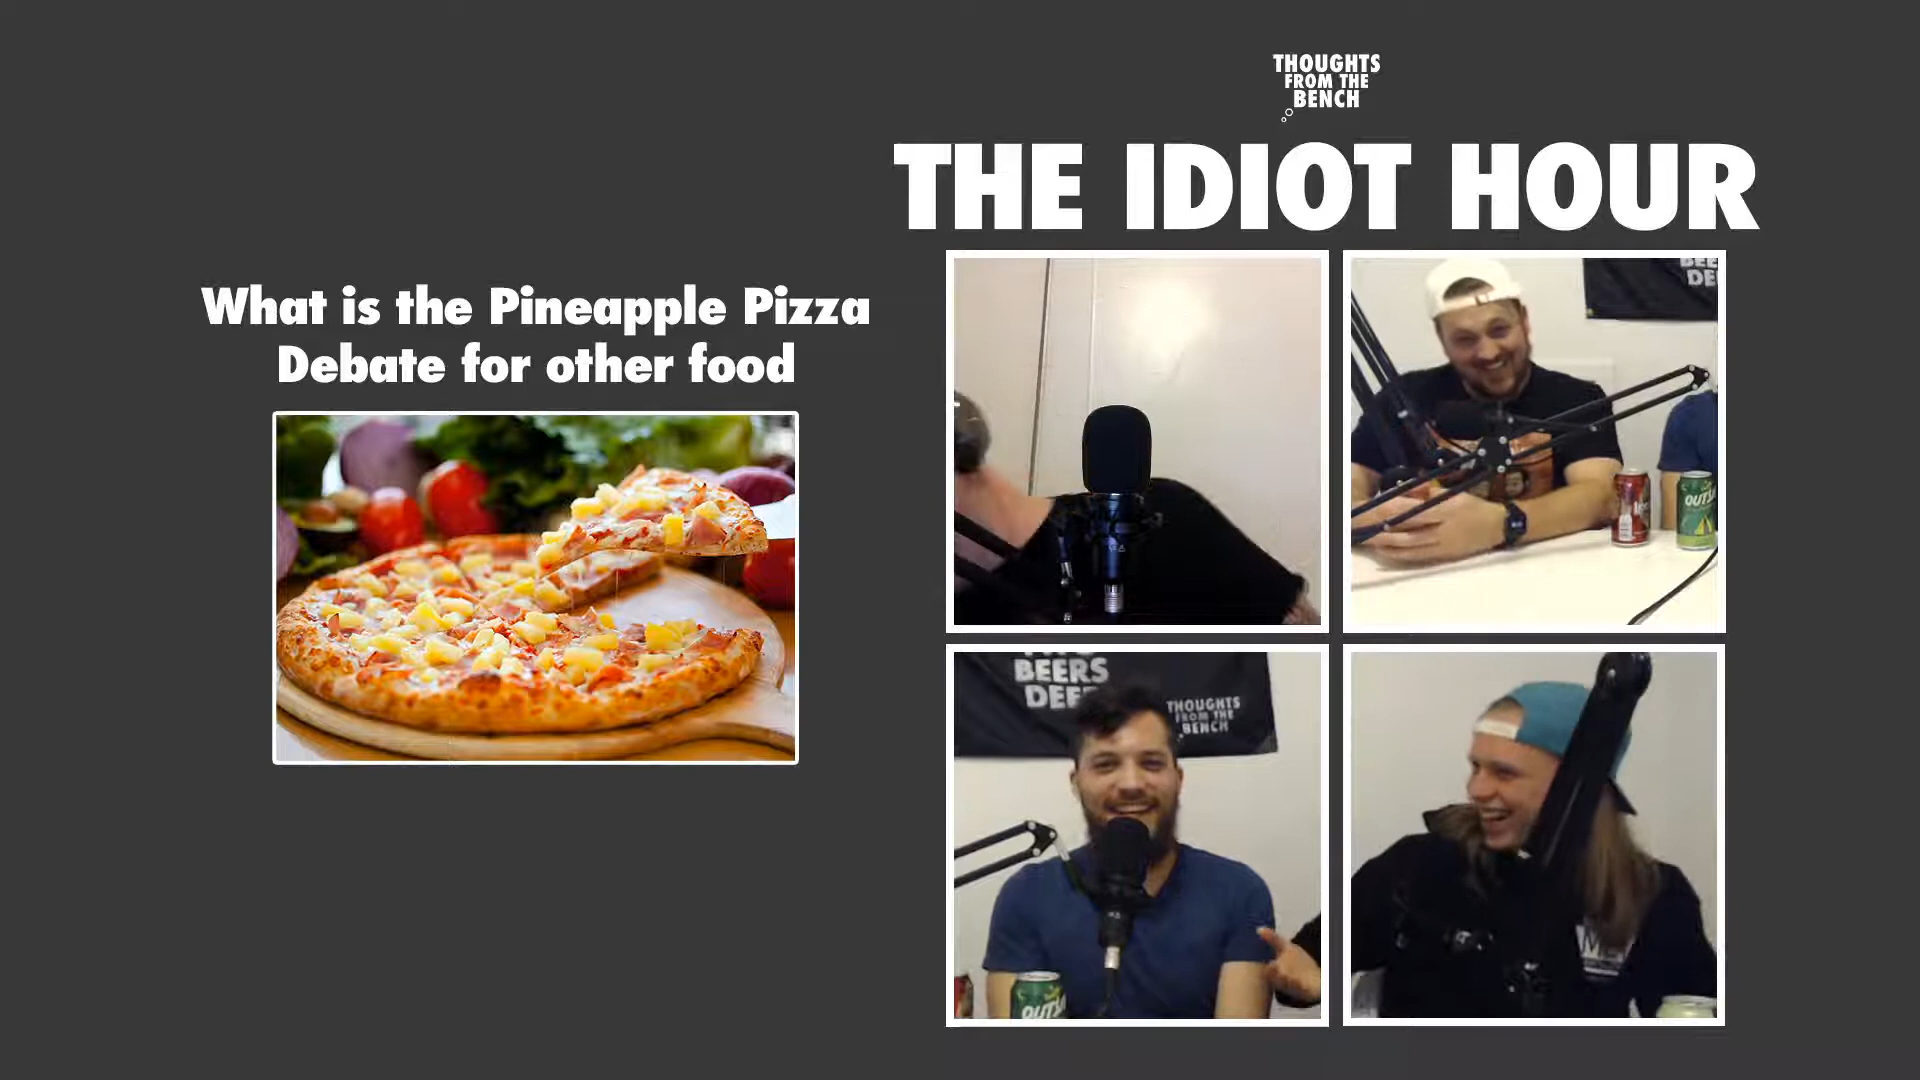 THOUGHTS
FROM THE
BENCH
THE IDIOT HOUR
What is the Pineapple Pizza
Debate for other food
BEERS
THOUGHTS
FROM THE
BENCH